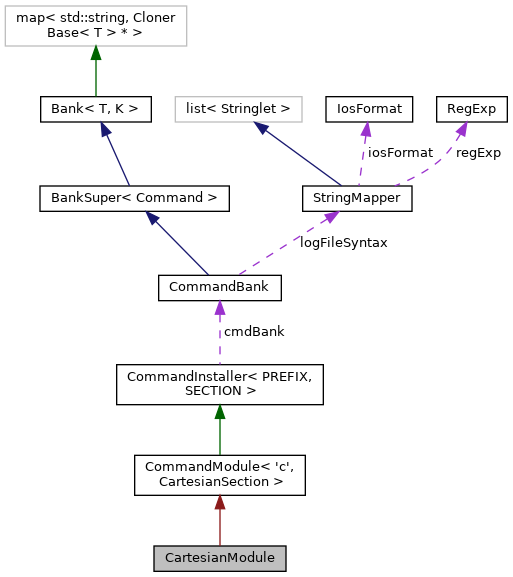 map< std::string, Cloner
Base< T > * >
Bank< T, K >
list< Stringlet >
IosFormat
RegExp
iosFormat
regExp
BankSuper< Command >
StringMapper
logFileSyntax
CommandBank
cmdBank
CommandInstaller< PREFIX,
SECTION >
CommandModule< 'c',
CartesianSection >
CartesianModule